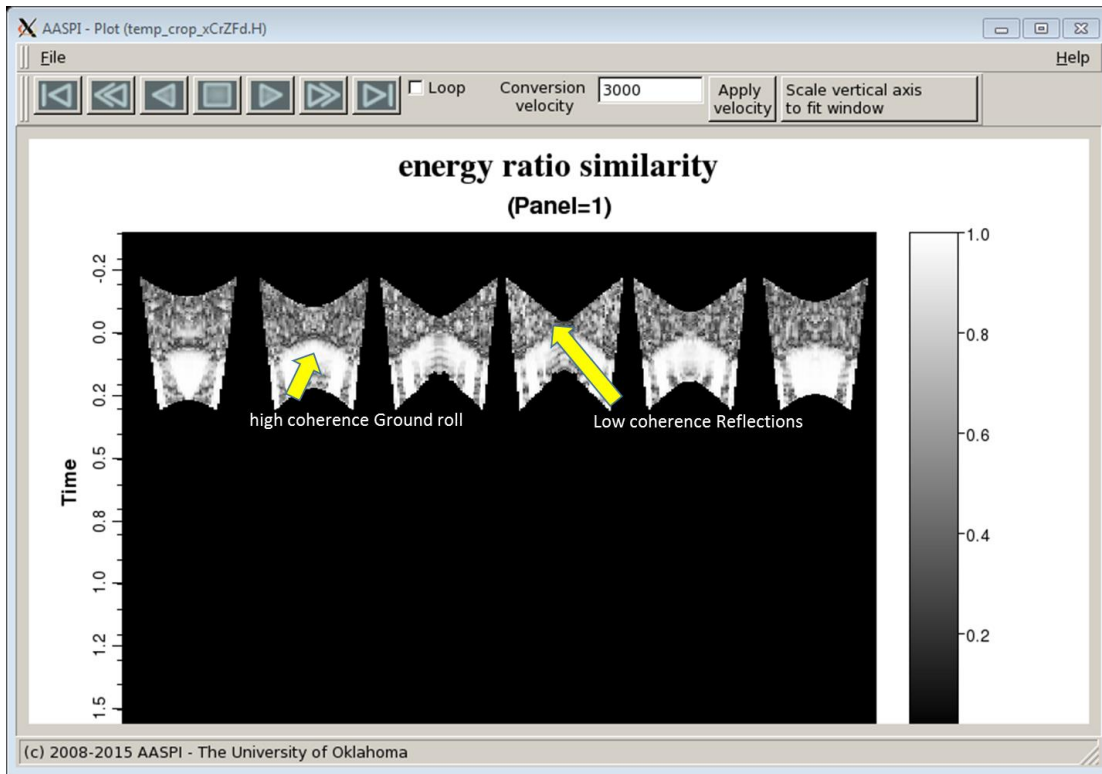 AASPI - Plot (temp_crop_xCrZFd.H)
File
Help
Loop
Conversion velocity
3000
Apply velocity
Scale vertical axis to fit window
energy ratio similarity
(Panel=1)
-0.2
0.0
0.2
0.5
0.8
1.0
1.2
1.5
Time
high coherence Ground roll
Low coherence Reflections
1.0
0.8
0.6
0.4
0.2
(c) 2008-2015 AASPI - The University of Oklahoma